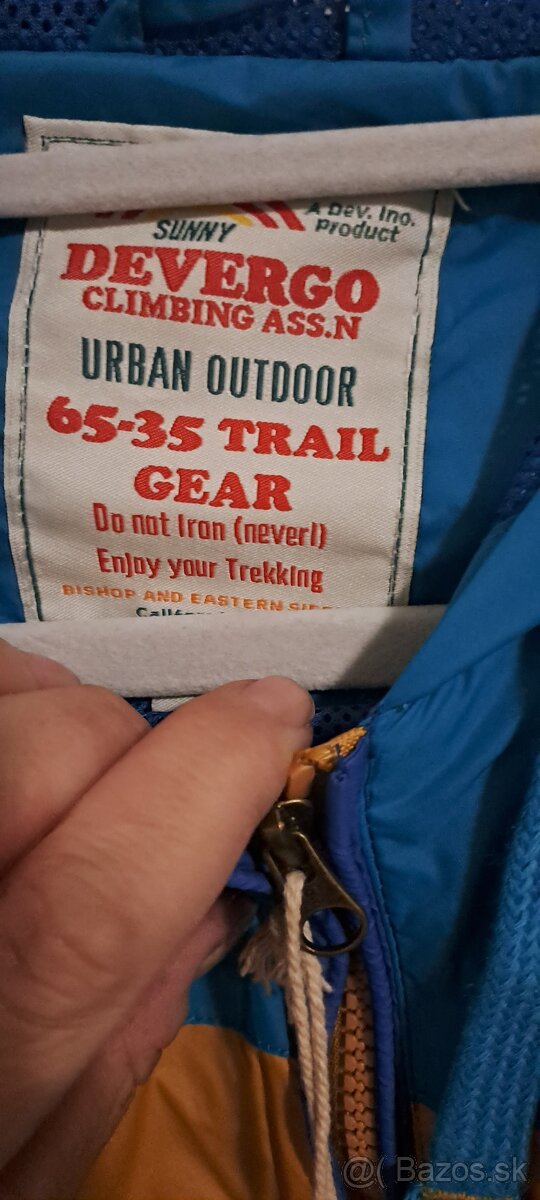 SUNNY
A Dev. Inc.
Product
DEVERGO
CLIMBING ASS.N
URBAN OUTDOOR
65-35 TRAIL
GEAR
Do not Iron (never!)
Enjoy your Trekking
BISHOP AND EASTERN
@( Bazos.sk